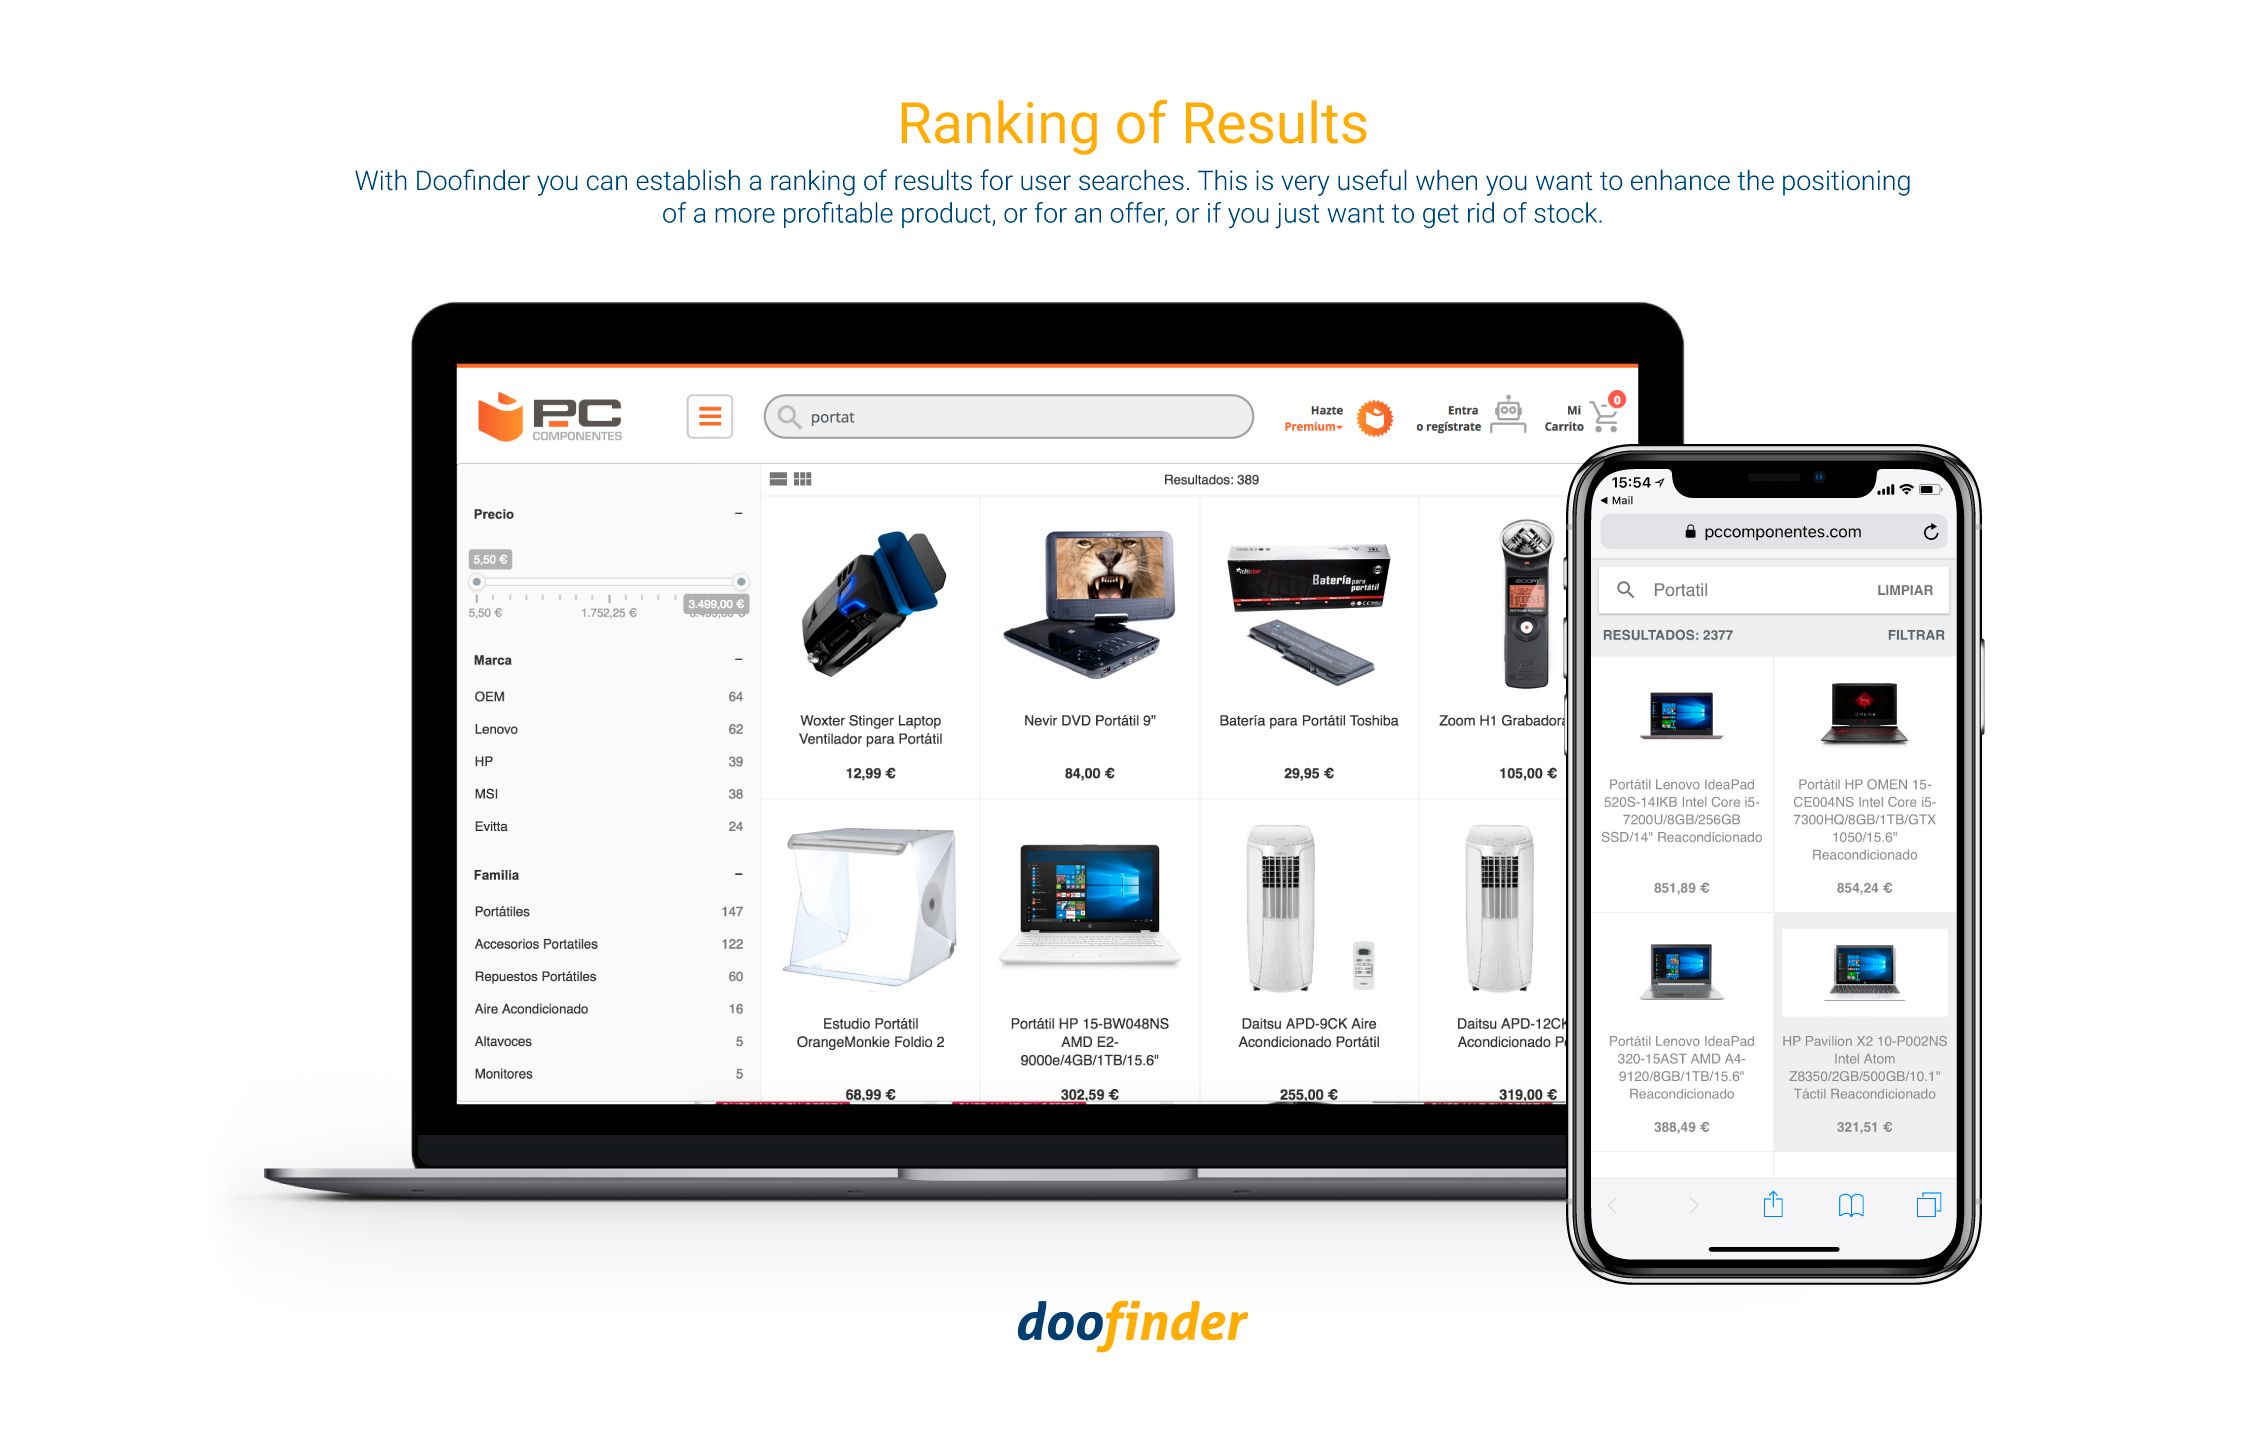 Ranking of Results
With Doofinder you can establish a ranking of results for user searches. This is very useful when you want to enhance the positioning
of a more profitable product, or for an offer, or if you just want to get rid of stock.
PC
COMPONENTES
portat
Hazte
Premium
Entra
o regístrate
Mi
Carrito
0
Resultados: 389
Precio
5,50 €
3.499,00 €
5,50 €
1.752,25 €
Marca
OEM 64
Lenovo 62
HP 39
MSI 38
Evitta 24
Familia
Portátiles 147
Accesorios Portatiles 122
Repuestos Portátiles 60
Aire Acondicionado 16
Altavoces 5
Monitores 5
Batería para
portátil
Woxter Stinger Laptop
Ventilador para Portátil
12,99 €
Nevir DVD Portátil 9"
84,00 €
Batería para Portátil Toshiba
29,95 €
ZOOM
Zoom H1 Grabadora
105,00 €
Estudio Portátil
OrangeMonkie Foldio 2
68,99 €
Portátil HP 15-BW048NS
AMD E2-
9000e/4GB/1TB/15.6"
302,59 €
Daitsu APD-9CK Aire
Acondicionado Portátil
255,00 €
Daitsu APD-12CK
Acondicionado
319,00 €
15:54
Mail
pccomponentes.com
Portatil
LIMPIAR
RESULTADOS: 2377
FILTRAR
OMEN
Portátil Lenovo IdeaPad
520S-14IKB Intel Core i5-
7200U/8GB/256GB
SSD/14" Reacondicionado
851,89 €
Portátil HP OMEN 15-
CE004NS Intel Core i5-
7300HQ/8GB/1TB/GTX
1050/15.6"
Reacondicionado
854,24 €
Portátil Lenovo IdeaPad
320-15AST AMD A4-
9120/8GB/1TB/15.6"
Reacondicionado
388,49 €
HP Pavilion X2 10-P002NS
Intel Atom
Z8350/2GB/500GB/10.1"
Táctil Reacondicionado
321,51 €
doofinder